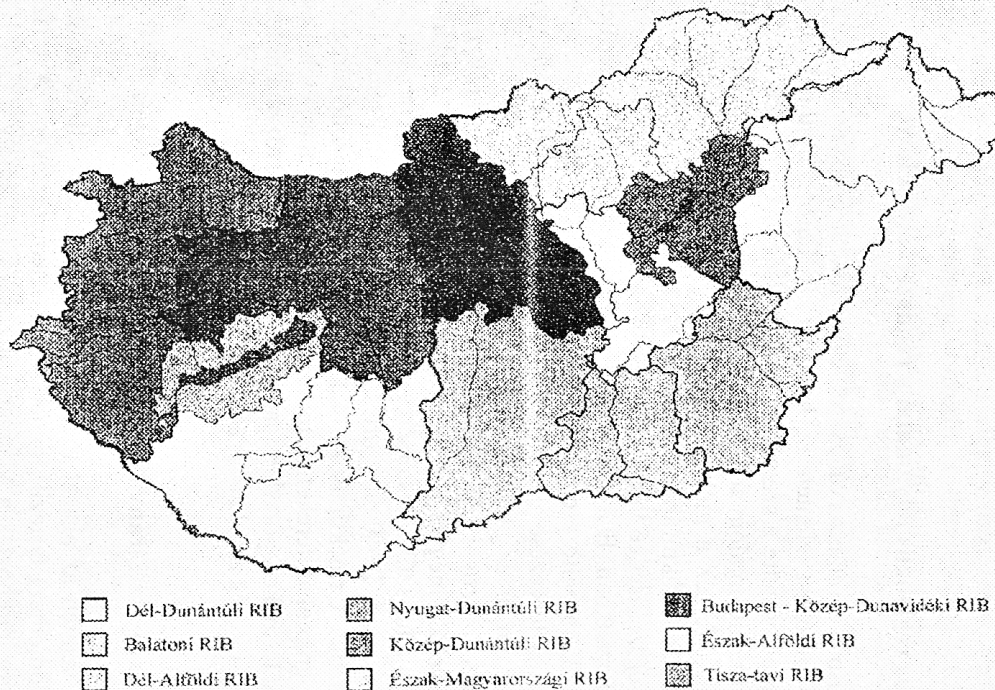 Dél-Dunántúli RIB
Balatoni RIB
Dél-Alföldi RIB
Nyugat-Dunántúli RIB
Közép-Dunántúli RIB
Észak-Magyarországi RIB
Budapest - Közép-Dunavidéki RIB
Észak-Alföldi RIB
Tisza-tavi RIB